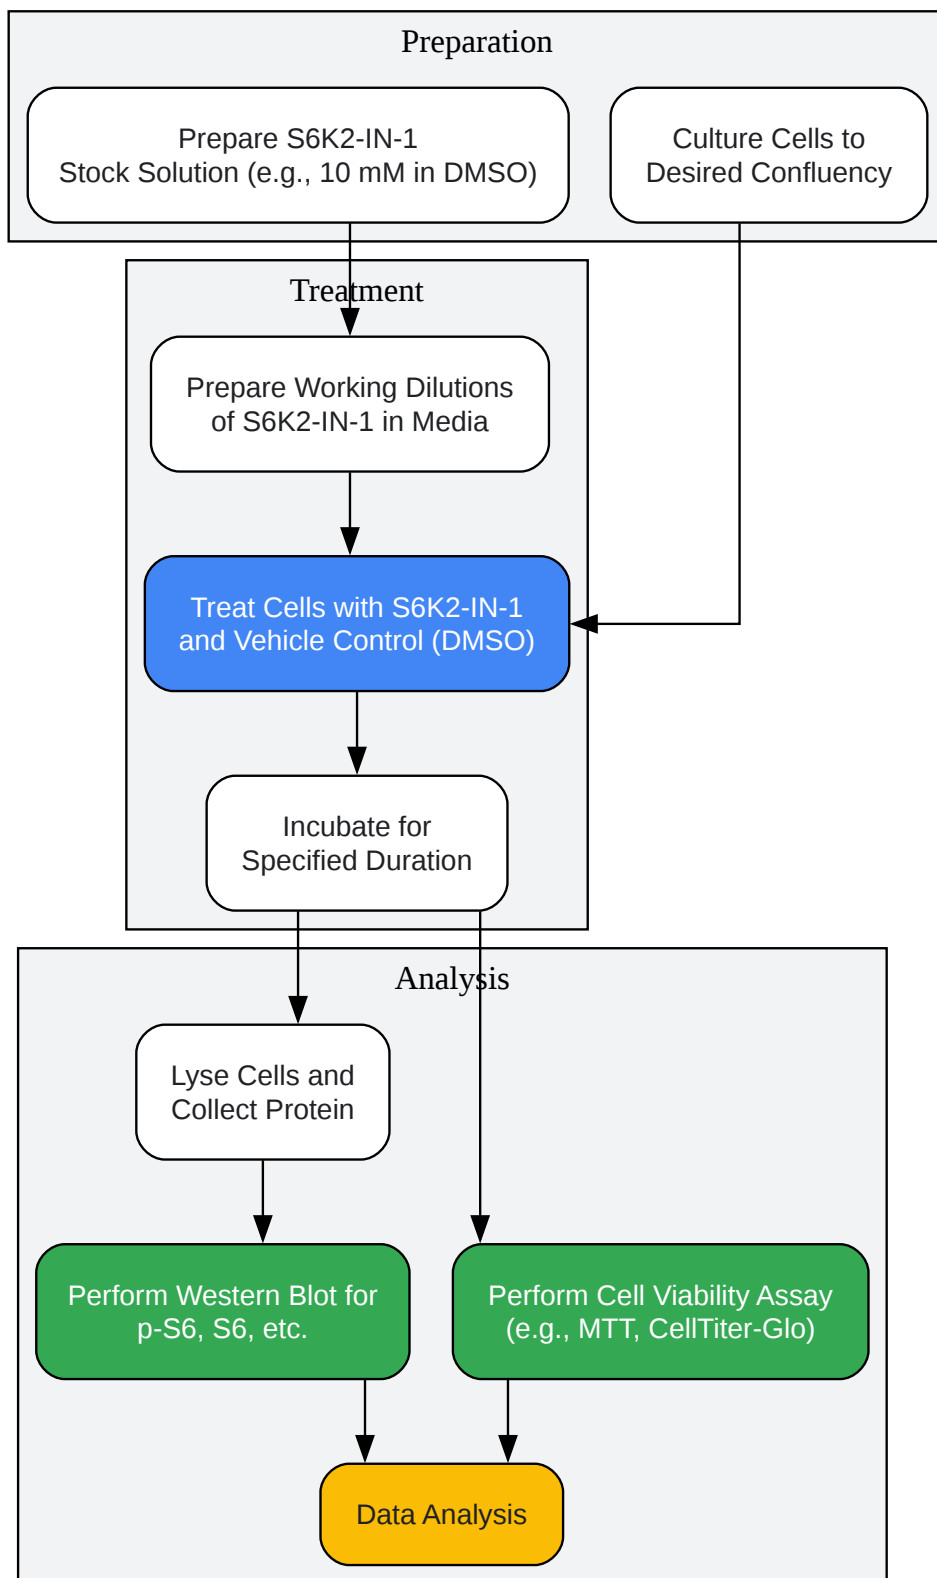 Preparation
Prepare S6K2-IN-1
Stock Solution (e.g., 10 mM in DMSO)
Culture Cells to
Desired Confluency
Treatment
Prepare Working Dilutions
of S6K2-IN-1 in Media
Treat Cells with S6K2-IN-1
and Vehicle Control (DMSO)
Incubate for
Specified Duration
Analysis
Lyse Cells and
Collect Protein
Perform Western Blot for
p-S6, S6, etc.
Perform Cell Viability Assay
(e.g., MTT, CellTiter-Glo)
Data Analysis